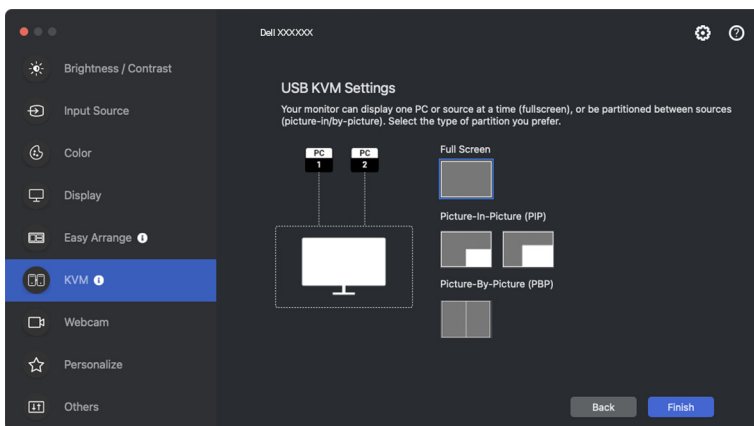 Dell XXXXXX
Brightness / Contrast
Input Source
Color
Display
Easy Arrange
KVM
Webcam
Personalize
Others
USB KVM Settings
Your monitor can display one PC or source at a time (fullscreen), or be partitioned between sources
(picture-in/by-picture). Select the type of partition you prefer.
PC
1
PC
2
Full Screen
Picture-In-Picture (PIP)
Picture-By-Picture (PBP)
Back
Finish